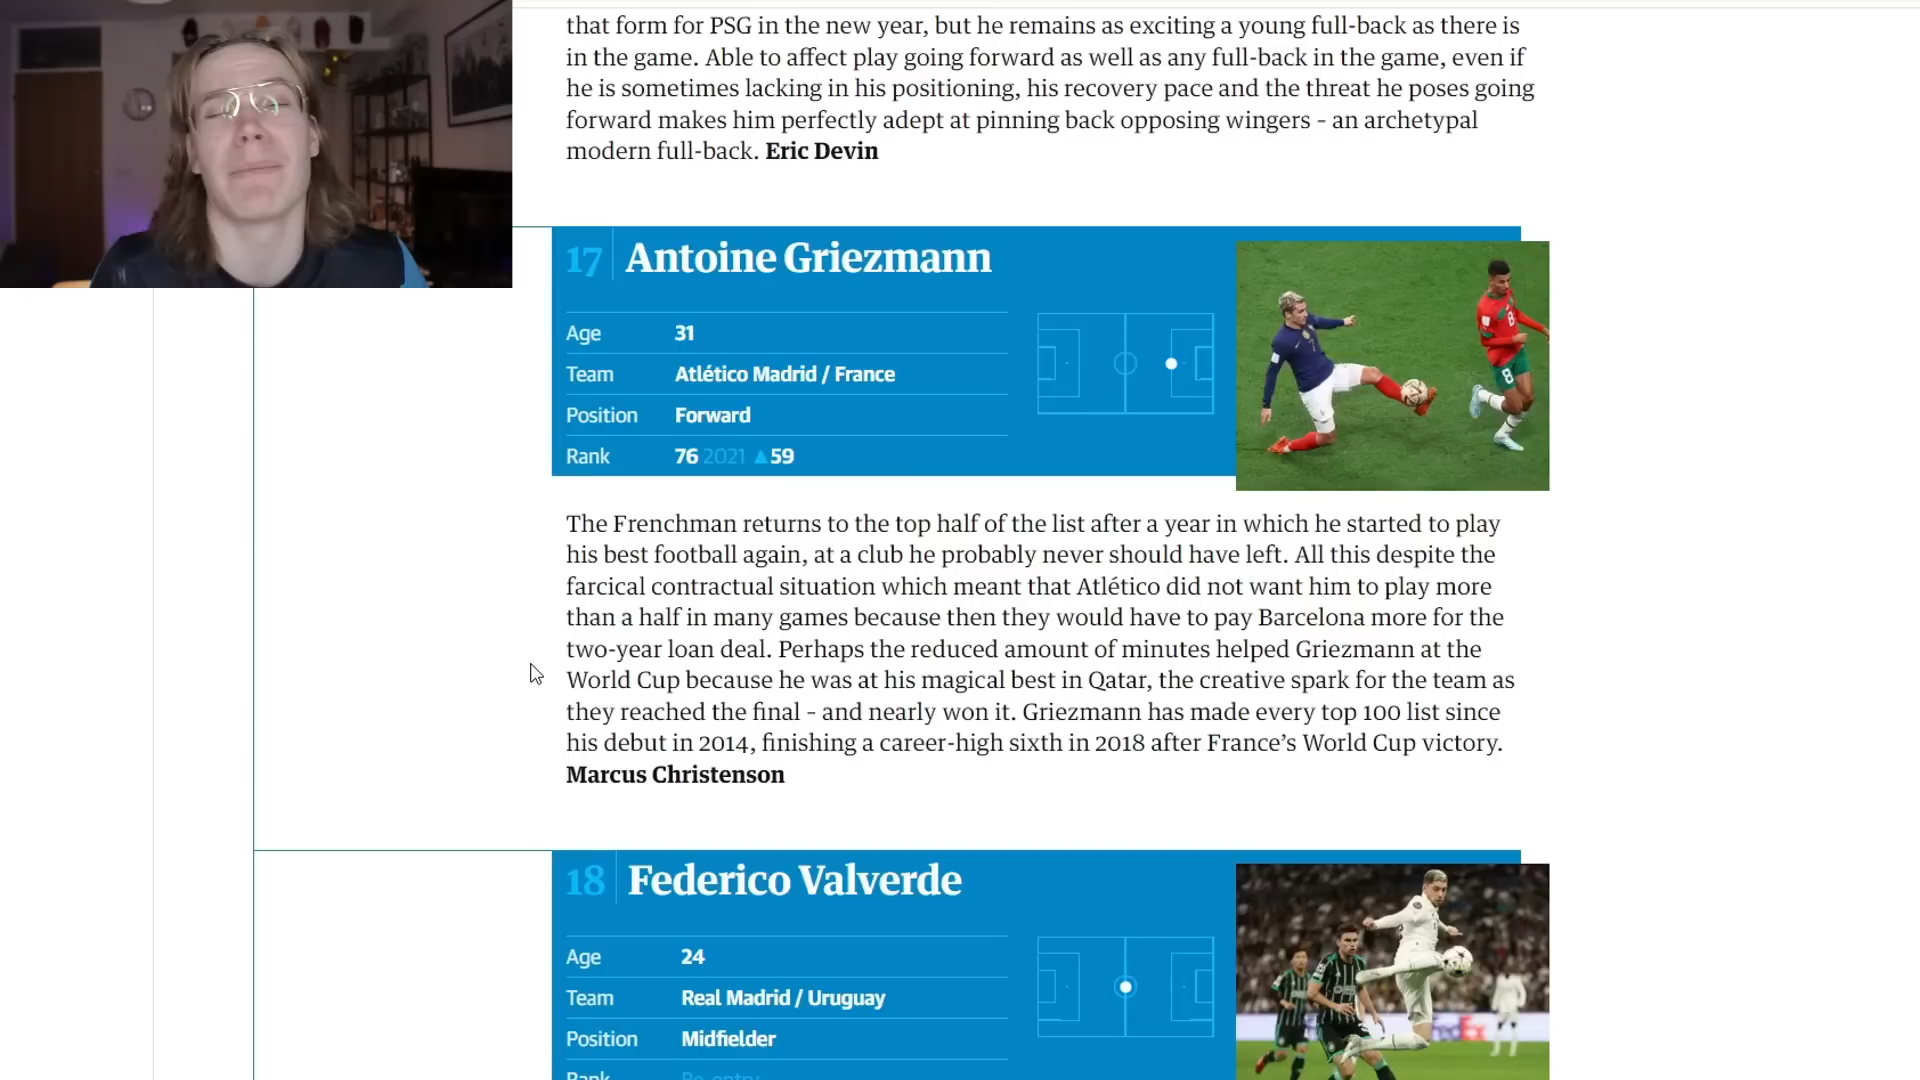 that form for PSG in the new year, but he remains as exciting a young full-back as there is
in the game. Able to affect play going forward as well as any full-back in the game, even if
he is sometimes lacking in his positioning, his recovery pace and the threat he poses going
forward makes him perfectly adept at pinning back opposing wingers – an archetypal
modern full-back. Eric Devin
17 Antoine Griezmann
Age 31
Team Atlético Madrid / France
Position Forward
Rank 76 2021 ▲59
8
8
The Frenchman returns to the top half of the list after a year in which he started to play
his best football again, at a club he probably never should have left. All this despite the
farcical contractual situation which meant that Atlético did not want him to play more
than a half in many games because then they would have to pay Barcelona more for the
two-year loan deal. Perhaps the reduced amount of minutes helped Griezmann at the
World Cup because he was at his magical best in Qatar, the creative spark for the team as
they reached the final – and nearly won it. Griezmann has made every top 100 list since
his debut in 2014, finishing a career-high sixth in 2018 after France’s World Cup victory.
Marcus Christenson
18 Federico Valverde
Age 24
Team Real Madrid / Uruguay
Position Midfielder
Rank Re-entry